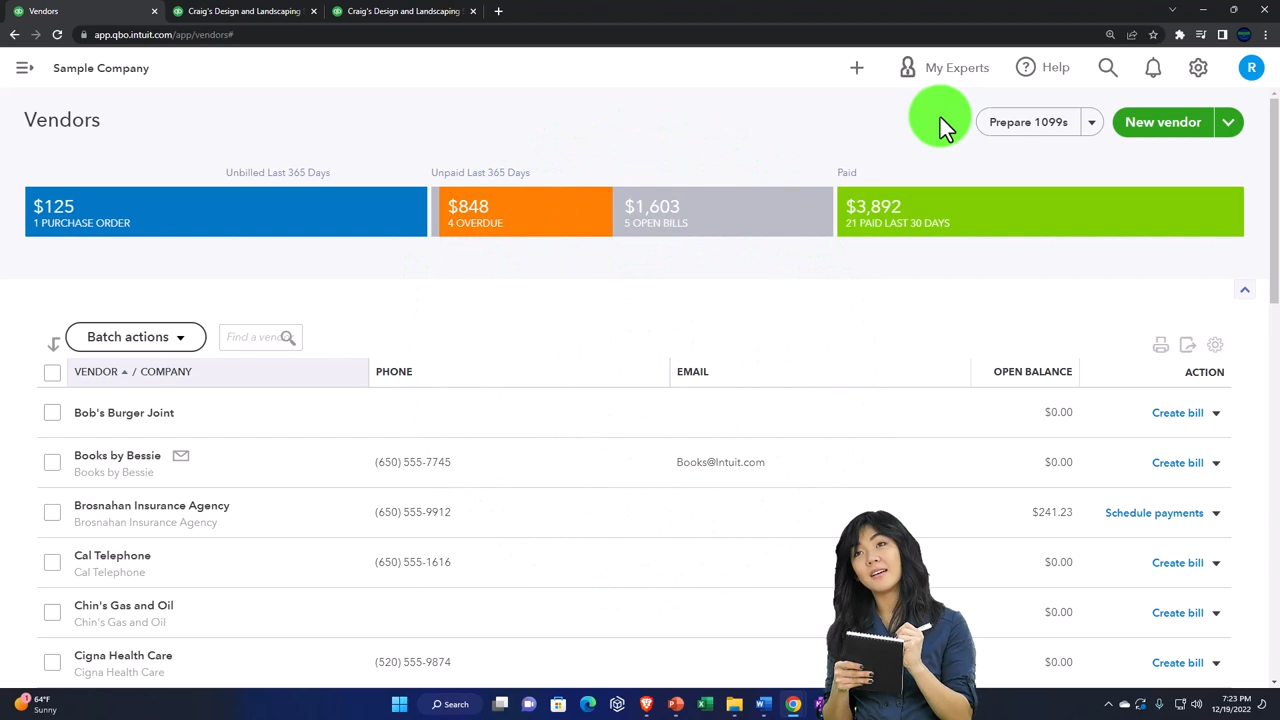 Vendors
Craig's Design and Landscaping
Craig's Design and Landscaping
app.qbo.intuit.com/app/vendors#
Sample Company
My Experts
Help
R
Vendors
Prepare 1099s
New vendor
Unbilled Last 365 Days
Unpaid Last 365 Days
Paid
$125
1 PURCHASE ORDER
$848
4 OVERDUE
$1,603
5 OPEN BILLS
$3,892
21 PAID LAST 30 DAYS
Batch actions
Find a vendor
VENDOR / COMPANY PHONE EMAIL OPEN BALANCE ACTION
Bob's Burger Joint $0.00 Create bill
Books by Bessie
Books by Bessie
(650) 555-7745 Books@Intuit.com $0.00 Create bill
Brosnahan Insurance Agency
Brosnahan Insurance Agency
(650) 555-9912 $241.23 Schedule payments
Cal Telephone
Cal Telephone
(650) 555-1616 $0.00 Create bill
Chin's Gas and Oil
Chin's Gas and Oil
$0.00 Create bill
Cigna Health Care
Cigna Health Care
(520) 555-9874 $0.00 Create bill
1
64°F
Sunny
Search
7:23 PM
12/19/2022